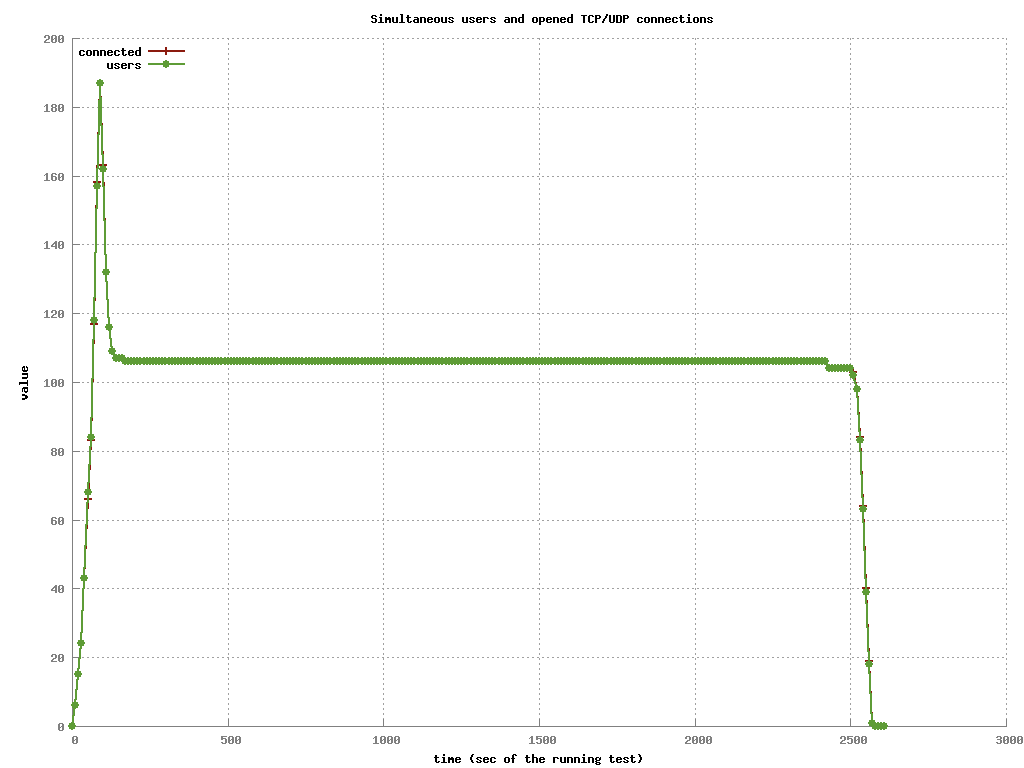 Simultaneous users and opened TCP/UDP connections
200
connected
users
180
160
140
120
value
100
80
60
40
20
0
0 500 1000 1500 2000 2500 3000
time (sec of the running test)